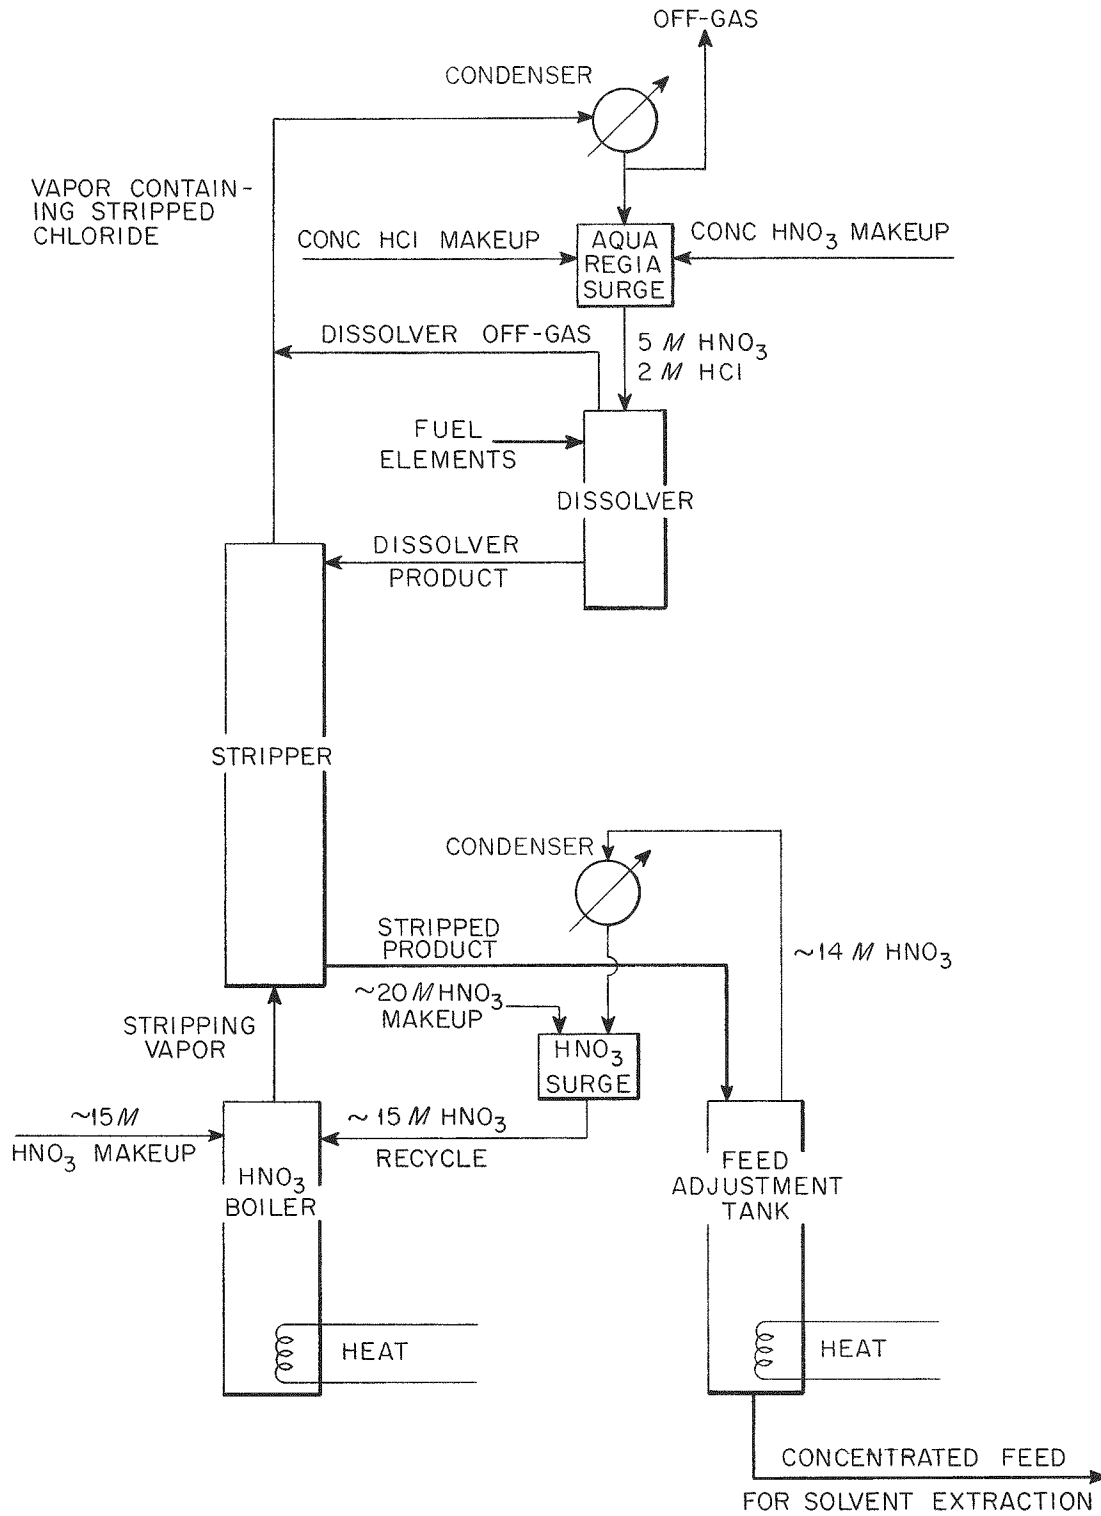 OFF-GAS
CONDENSER
VAPOR CONTAIN-
ING STRIPPED
CHLORIDE
CONC HCl MAKEUP
AQUA
REGIA
SURGE
CONC HNO3 MAKEUP
DISSOLVER OFF-GAS
5 M HNO3
2 M HCl
FUEL
ELEMENTS
DISSOLVER
DISSOLVER
PRODUCT
STRIPPER
CONDENSER
STRIPPED
PRODUCT
~14 M HNO3
~20 M HNO3
MAKEUP
STRIPPING
VAPOR
HNO3
SURGE
~15 M
HNO3 MAKEUP
~ 15 M HNO3
RECYCLE
HNO3
BOILER
FEED
ADJUSTMENT
TANK
HEAT
HEAT
CONCENTRATED FEED
FOR SOLVENT EXTRACTION